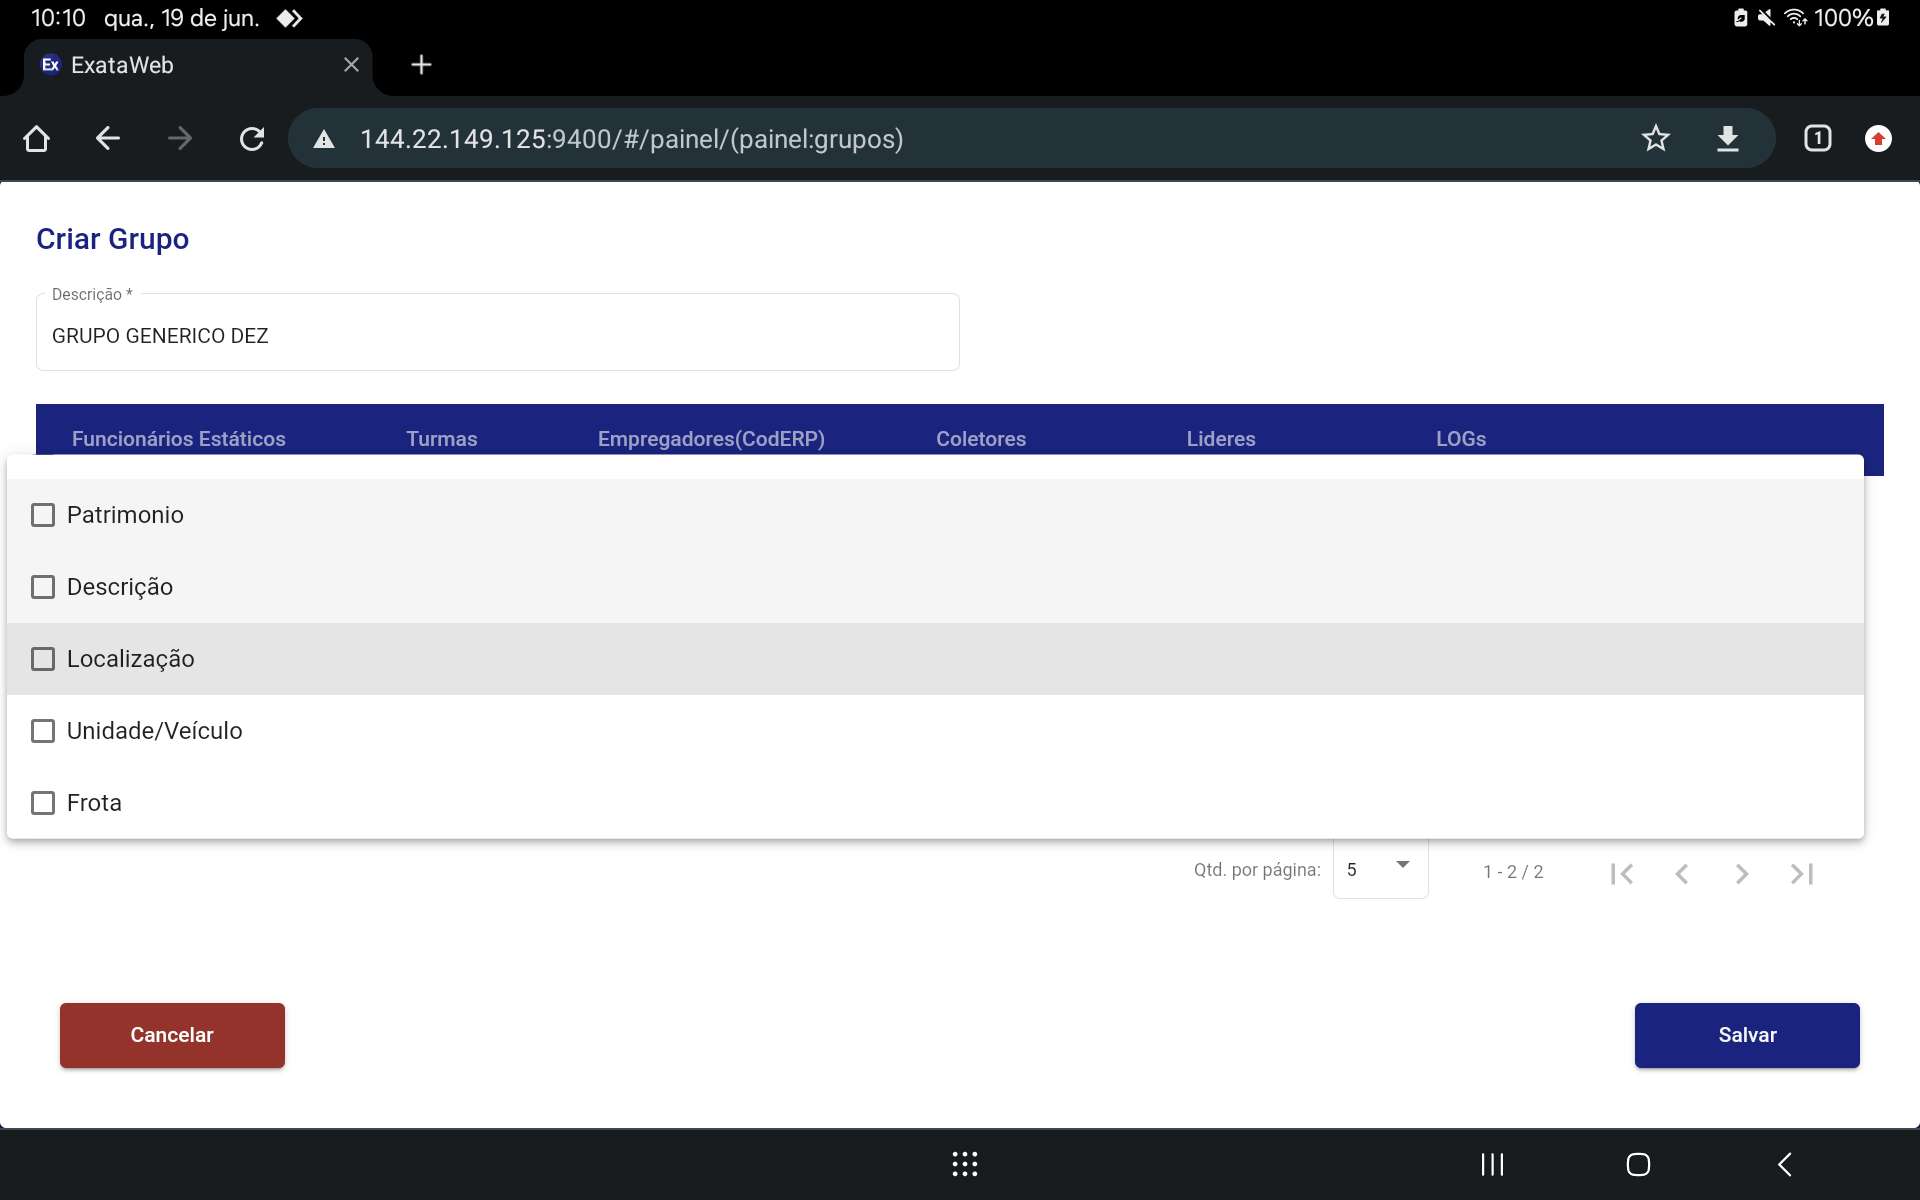 10:10 qua., 19 de jun. 100%
Ex ExataWeb
144.22.149.125:9400/#/painel/(painel:grupos) 1
Criar Grupo
Descrição *
GRUPO GENERICO DEZ
Funcionários Estáticos Turmas Empregadores(CodERP) Coletores Lideres LOGs
Patrimonio
Descrição
Localização
Unidade/Veículo
Frota
Qtd. por página: 5 1 - 2 / 2
Cancelar Salvar